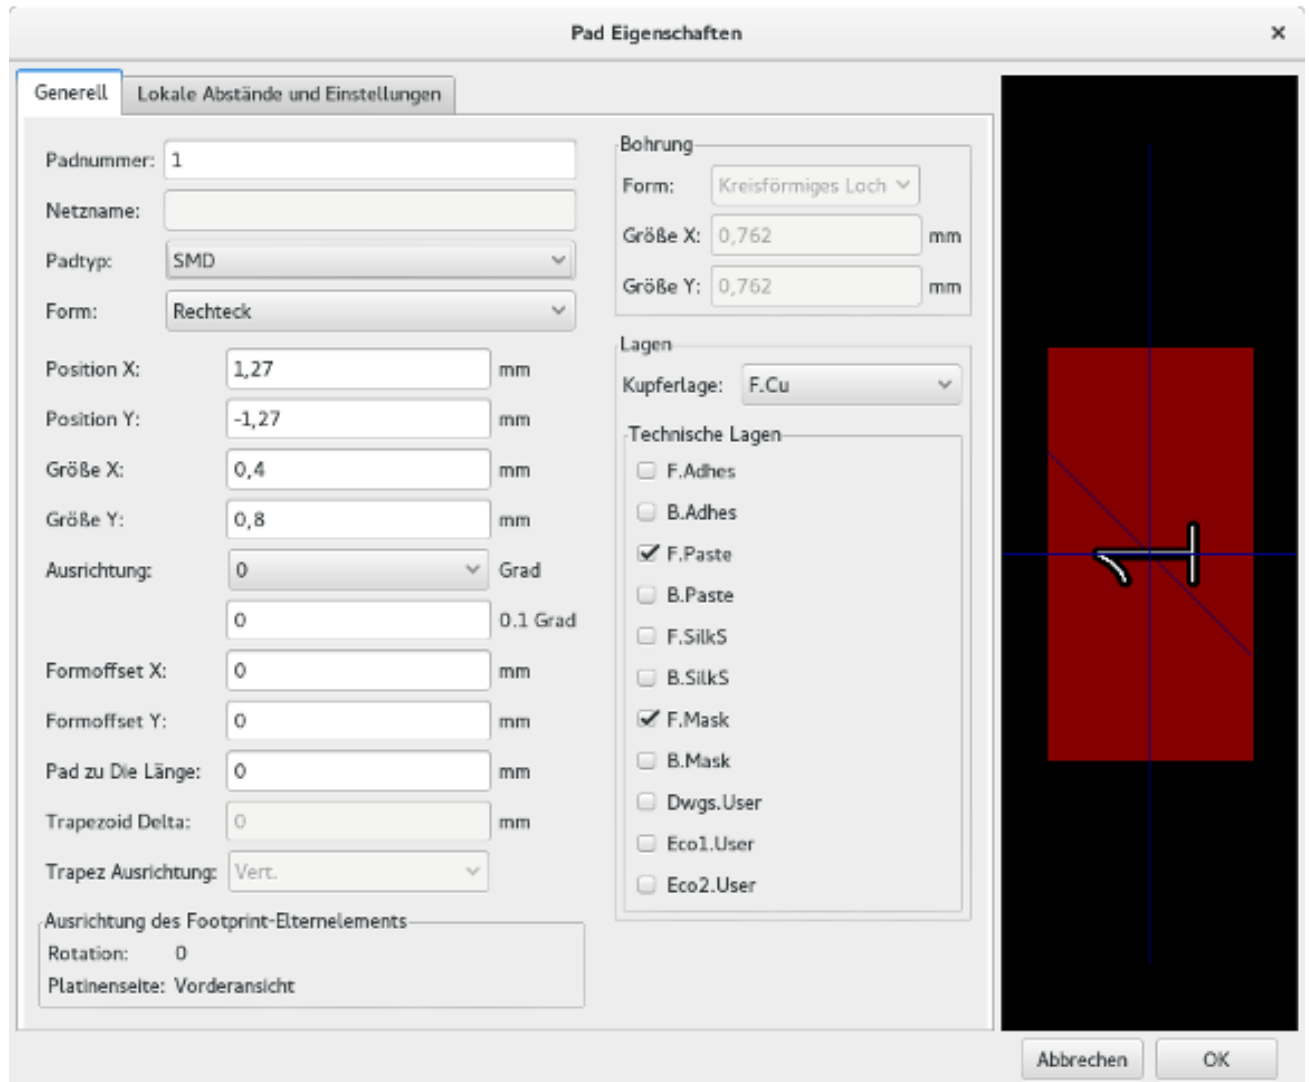 Pad Eigenschaften
×
Generell
Lokale Abstände und Einstellungen
Padnummer: 1
Netzname:
Padtyp: SMD
Form: Rechteck
Position X: 1,27 mm
Position Y: -1,27 mm
Größe X: 0,4 mm
Größe Y: 0,8 mm
Ausrichtung: 0 Grad
0 0.1 Grad
Formoffset X: 0 mm
Formoffset Y: 0 mm
Pad zu Die Länge: 0 mm
Trapezoid Delta: 0 mm
Trapez Ausrichtung: Vert.
Ausrichtung des Footprint-Elternelements
Rotation: 0
Platinenseite: Vorderansicht
Bohrung
Form: Kreisförmiges Loch
Größe X: 0,762 mm
Größe Y: 0,762 mm
Lagen
Kupferlage: F.Cu
Technische Lagen
F.Adhes
B.Adhes
F.Paste
B.Paste
F.SilkS
B.SilkS
F.Mask
B.Mask
Dwgs.User
Eco1.User
Eco2.User
1
Abbrechen
OK